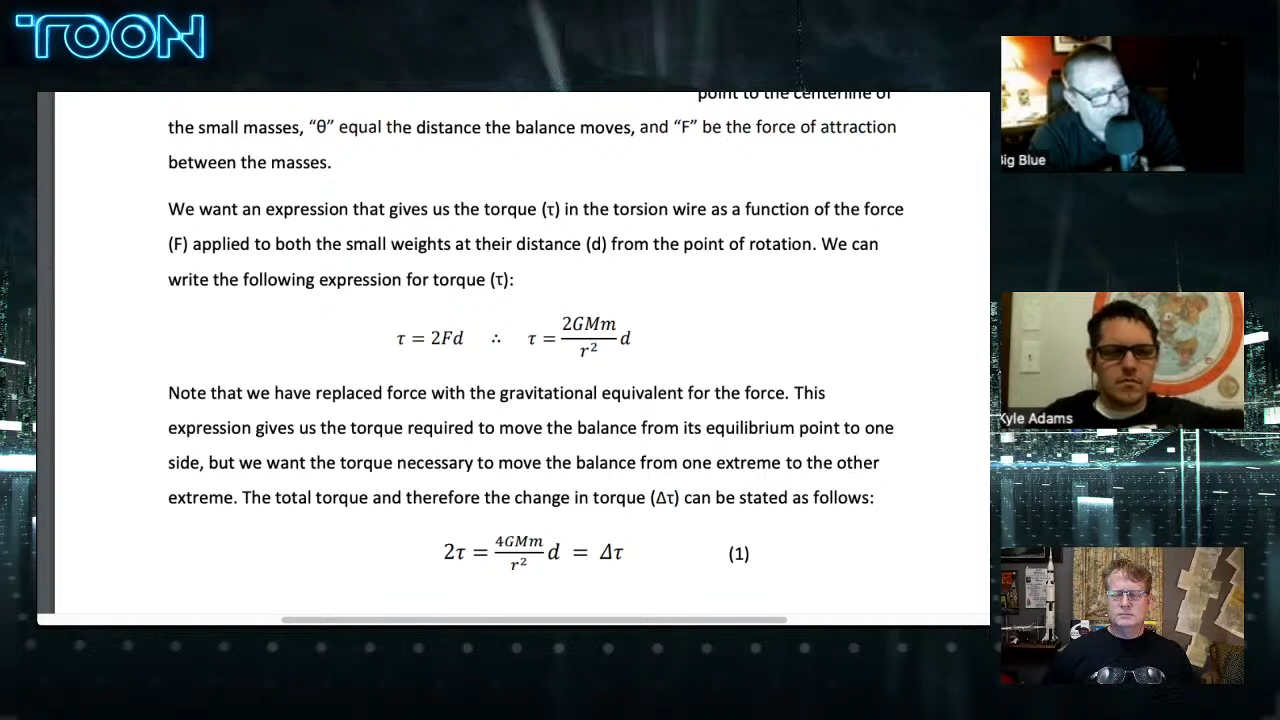 TOON
point to the centerline of
the small masses, “θ” equal the distance the balance moves, and “F” be the force of attraction
between the masses.
We want an expression that gives us the torque (τ) in the torsion wire as a function of the force
(F) applied to both the small weights at their distance (d) from the point of rotation. We can
write the following expression for torque (τ):
τ = 2Fd ∴ τ = 2GMm/r² d
Note that we have replaced force with the gravitational equivalent for the force. This
expression gives us the torque required to move the balance from its equilibrium point to one
side, but we want the torque necessary to move the balance from one extreme to the other
extreme. The total torque and therefore the change in torque (Δτ) can be stated as follows:
2τ = 4GMm/r² d = Δτ (1)
Big Blue
Kyle Adams